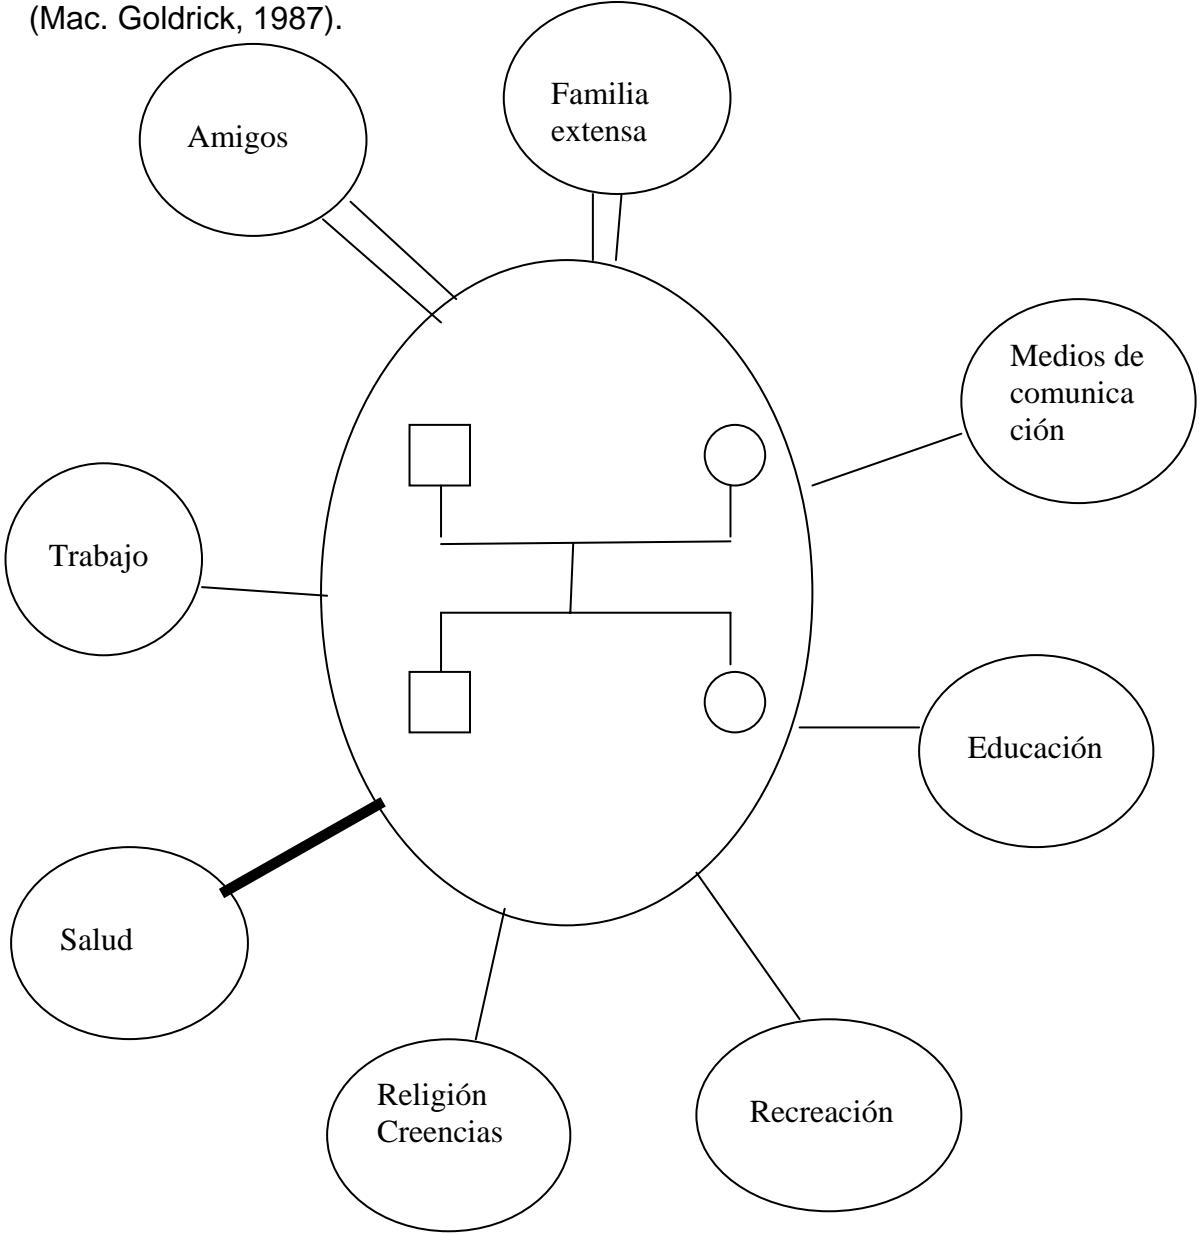 (Mac. Goldrick, 1987).
Familia
extensa
Amigos
Medios de
comunica
ción
Trabajo
Educación
Salud
Religión
Creencias
Recreación